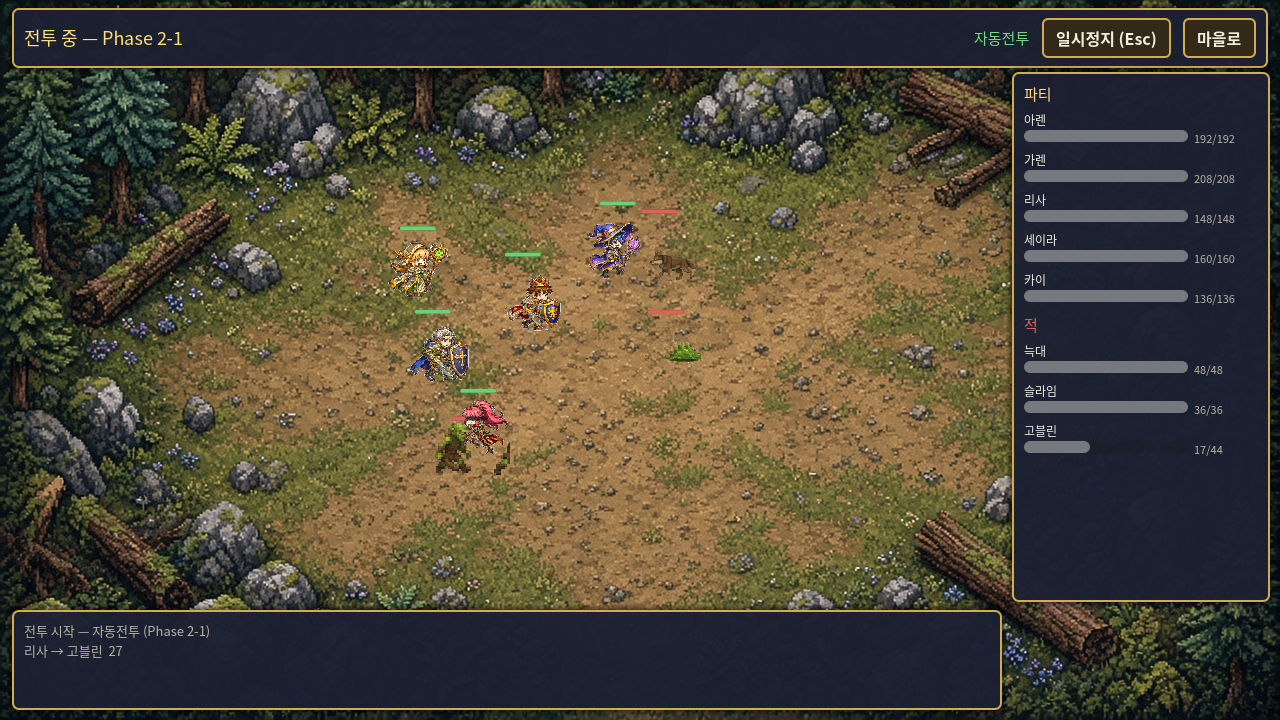 전투 중 — Phase 2-1
자동전투
일시정지 (Esc)
마을로
파티
아렌
192/192
가렌
208/208
리사
148/148
세이라
160/160
카이
136/136
적
늑대
48/48
슬라임
36/36
고블린
17/44
전투 시작 — 자동전투 (Phase 2-1)
리사 → 고블린 27